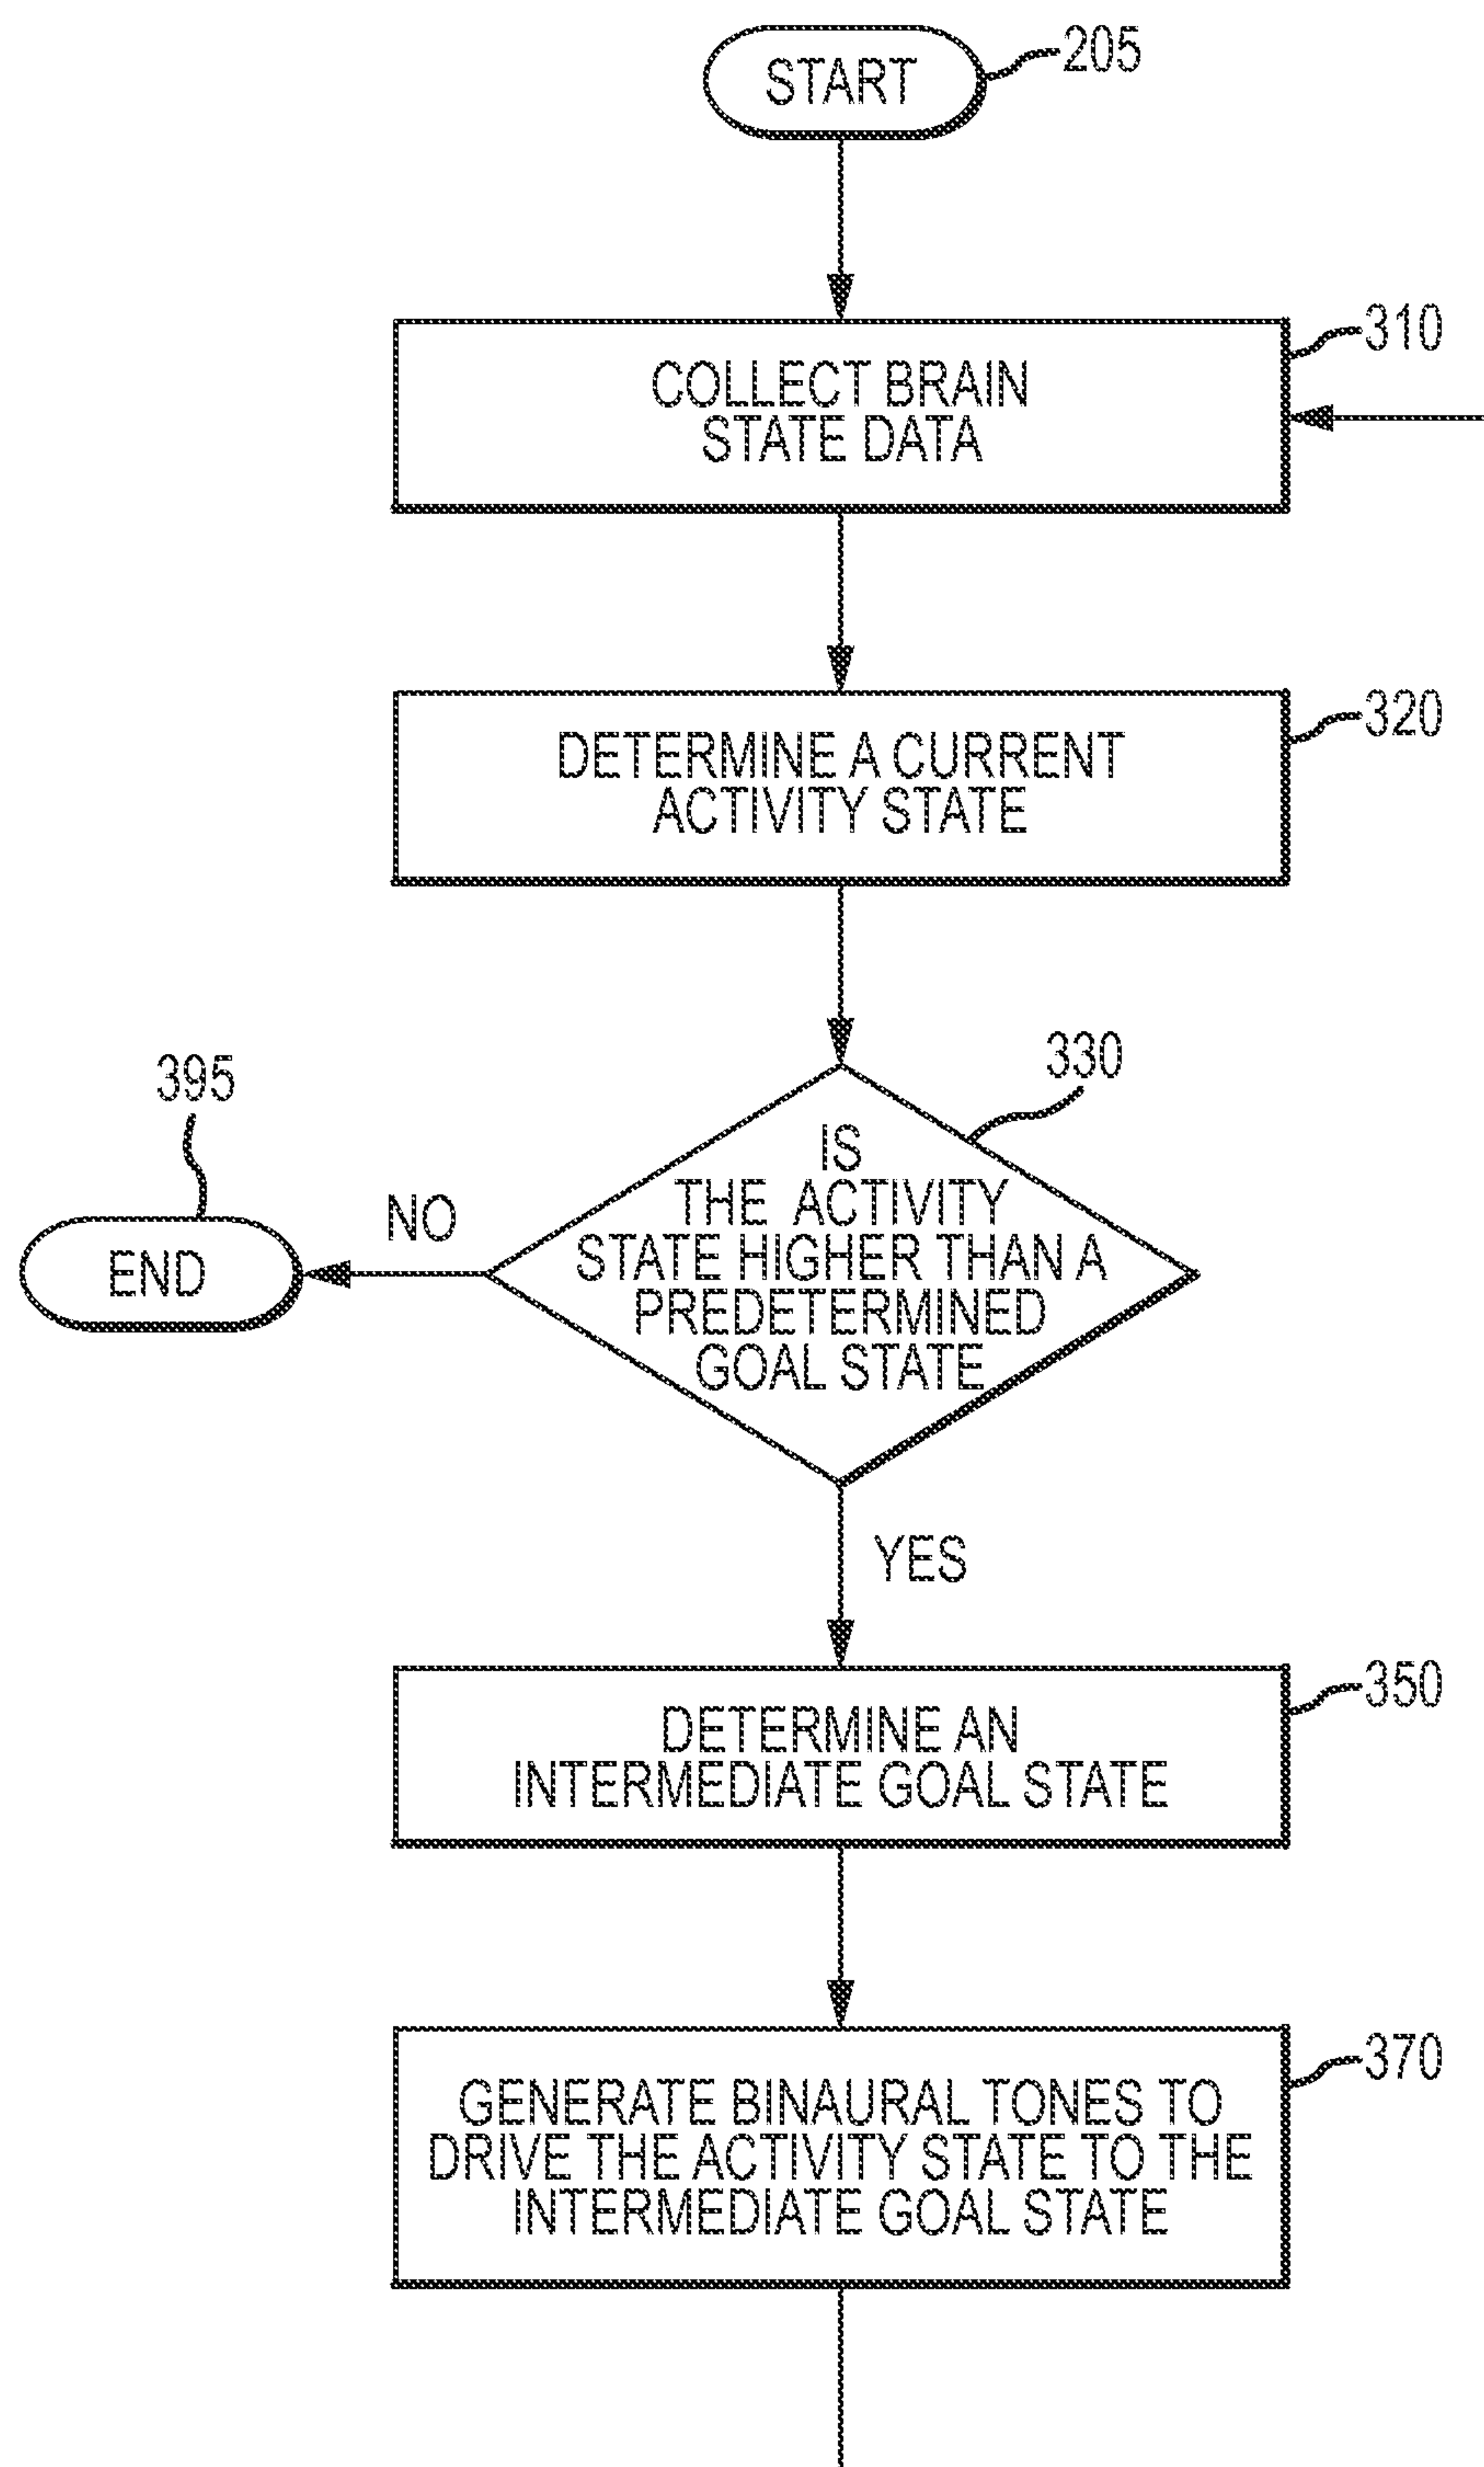 START
205
COLLECT BRAIN
STATE DATA
310
DETERMINE A CURRENT
ACTIVITY STATE
320
330
IS
THE ACTIVITY
STATE HIGHER THAN A
PREDETERMINED
GOAL STATE
395
END
NO
YES
DETERMINE AN
INTERMEDIATE GOAL STATE
350
GENERATE BINAURAL TONES TO
DRIVE THE ACTIVITY STATE TO THE
INTERMEDIATE GOAL STATE
370